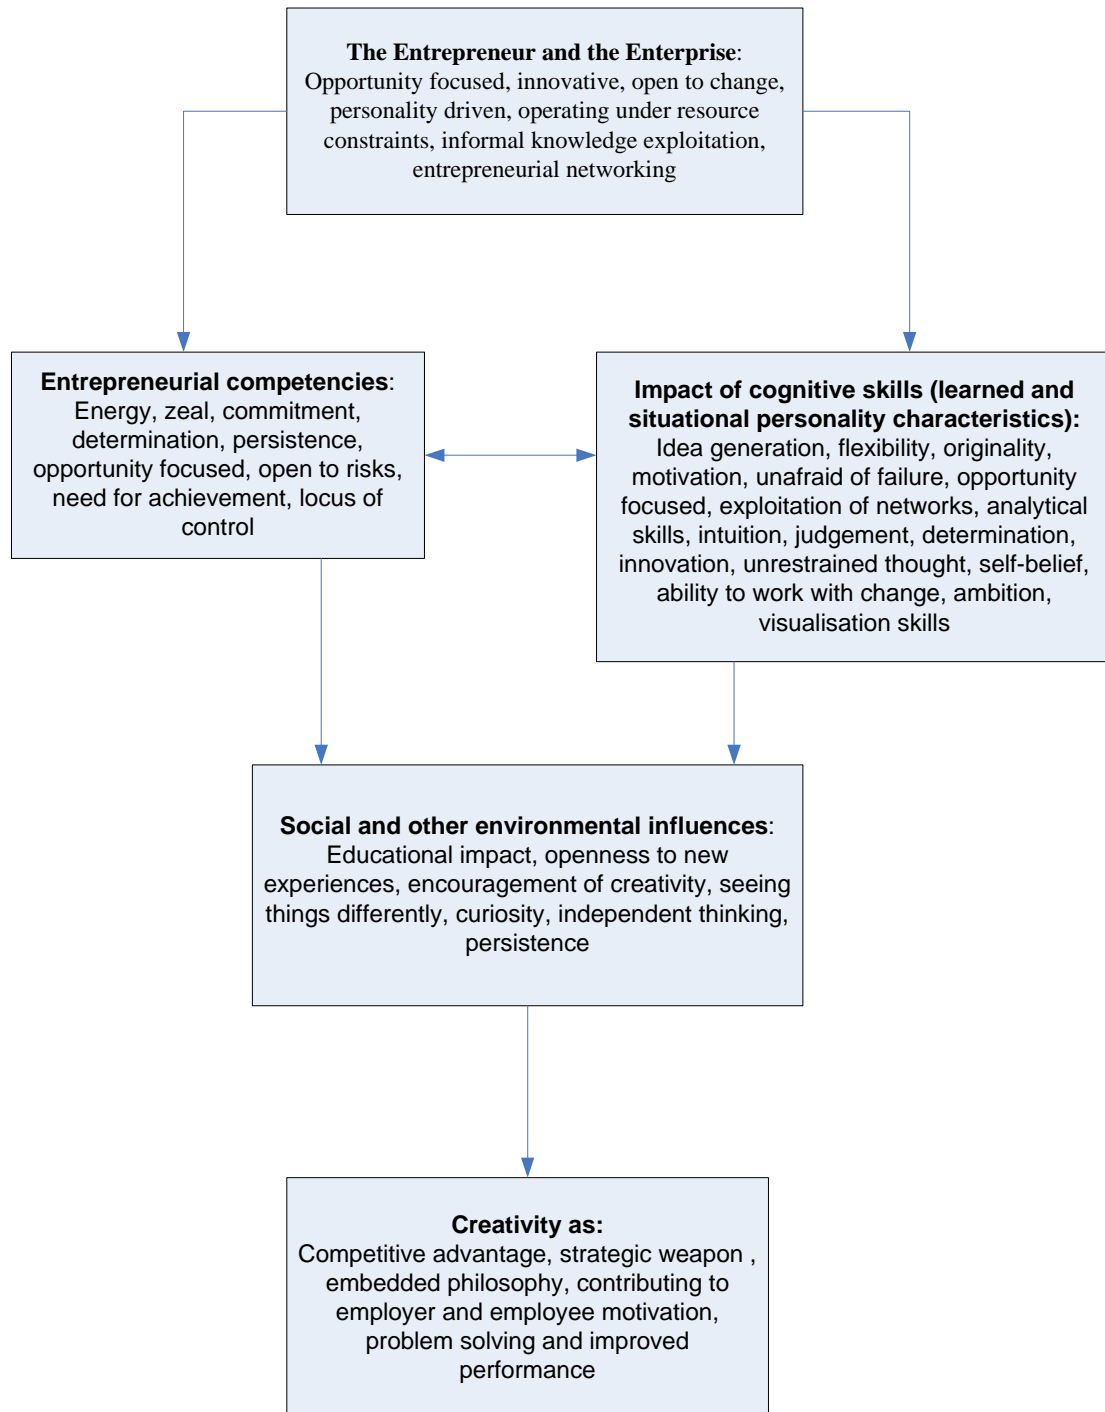 The Entrepreneur and the Enterprise:
Opportunity focused, innovative, open to change,
personality driven, operating under resource
constraints, informal knowledge exploitation,
entrepreneurial networking
Entrepreneurial competencies:
Energy, zeal, commitment,
determination, persistence,
opportunity focused, open to risks,
need for achievement, locus of
control
Impact of cognitive skills (learned and
situational personality characteristics):
Idea generation, flexibility, originality,
motivation, unafraid of failure, opportunity
focused, exploitation of networks, analytical
skills, intuition, judgement, determination,
innovation, unrestrained thought, self-belief,
ability to work with change, ambition,
visualisation skills
Social and other environmental influences:
Educational impact, openness to new
experiences, encouragement of creativity, seeing
things differently, curiosity, independent thinking,
persistence
Creativity as:
Competitive advantage, strategic weapon ,
embedded philosophy, contributing to
employer and employee motivation,
problem solving and improved
performance